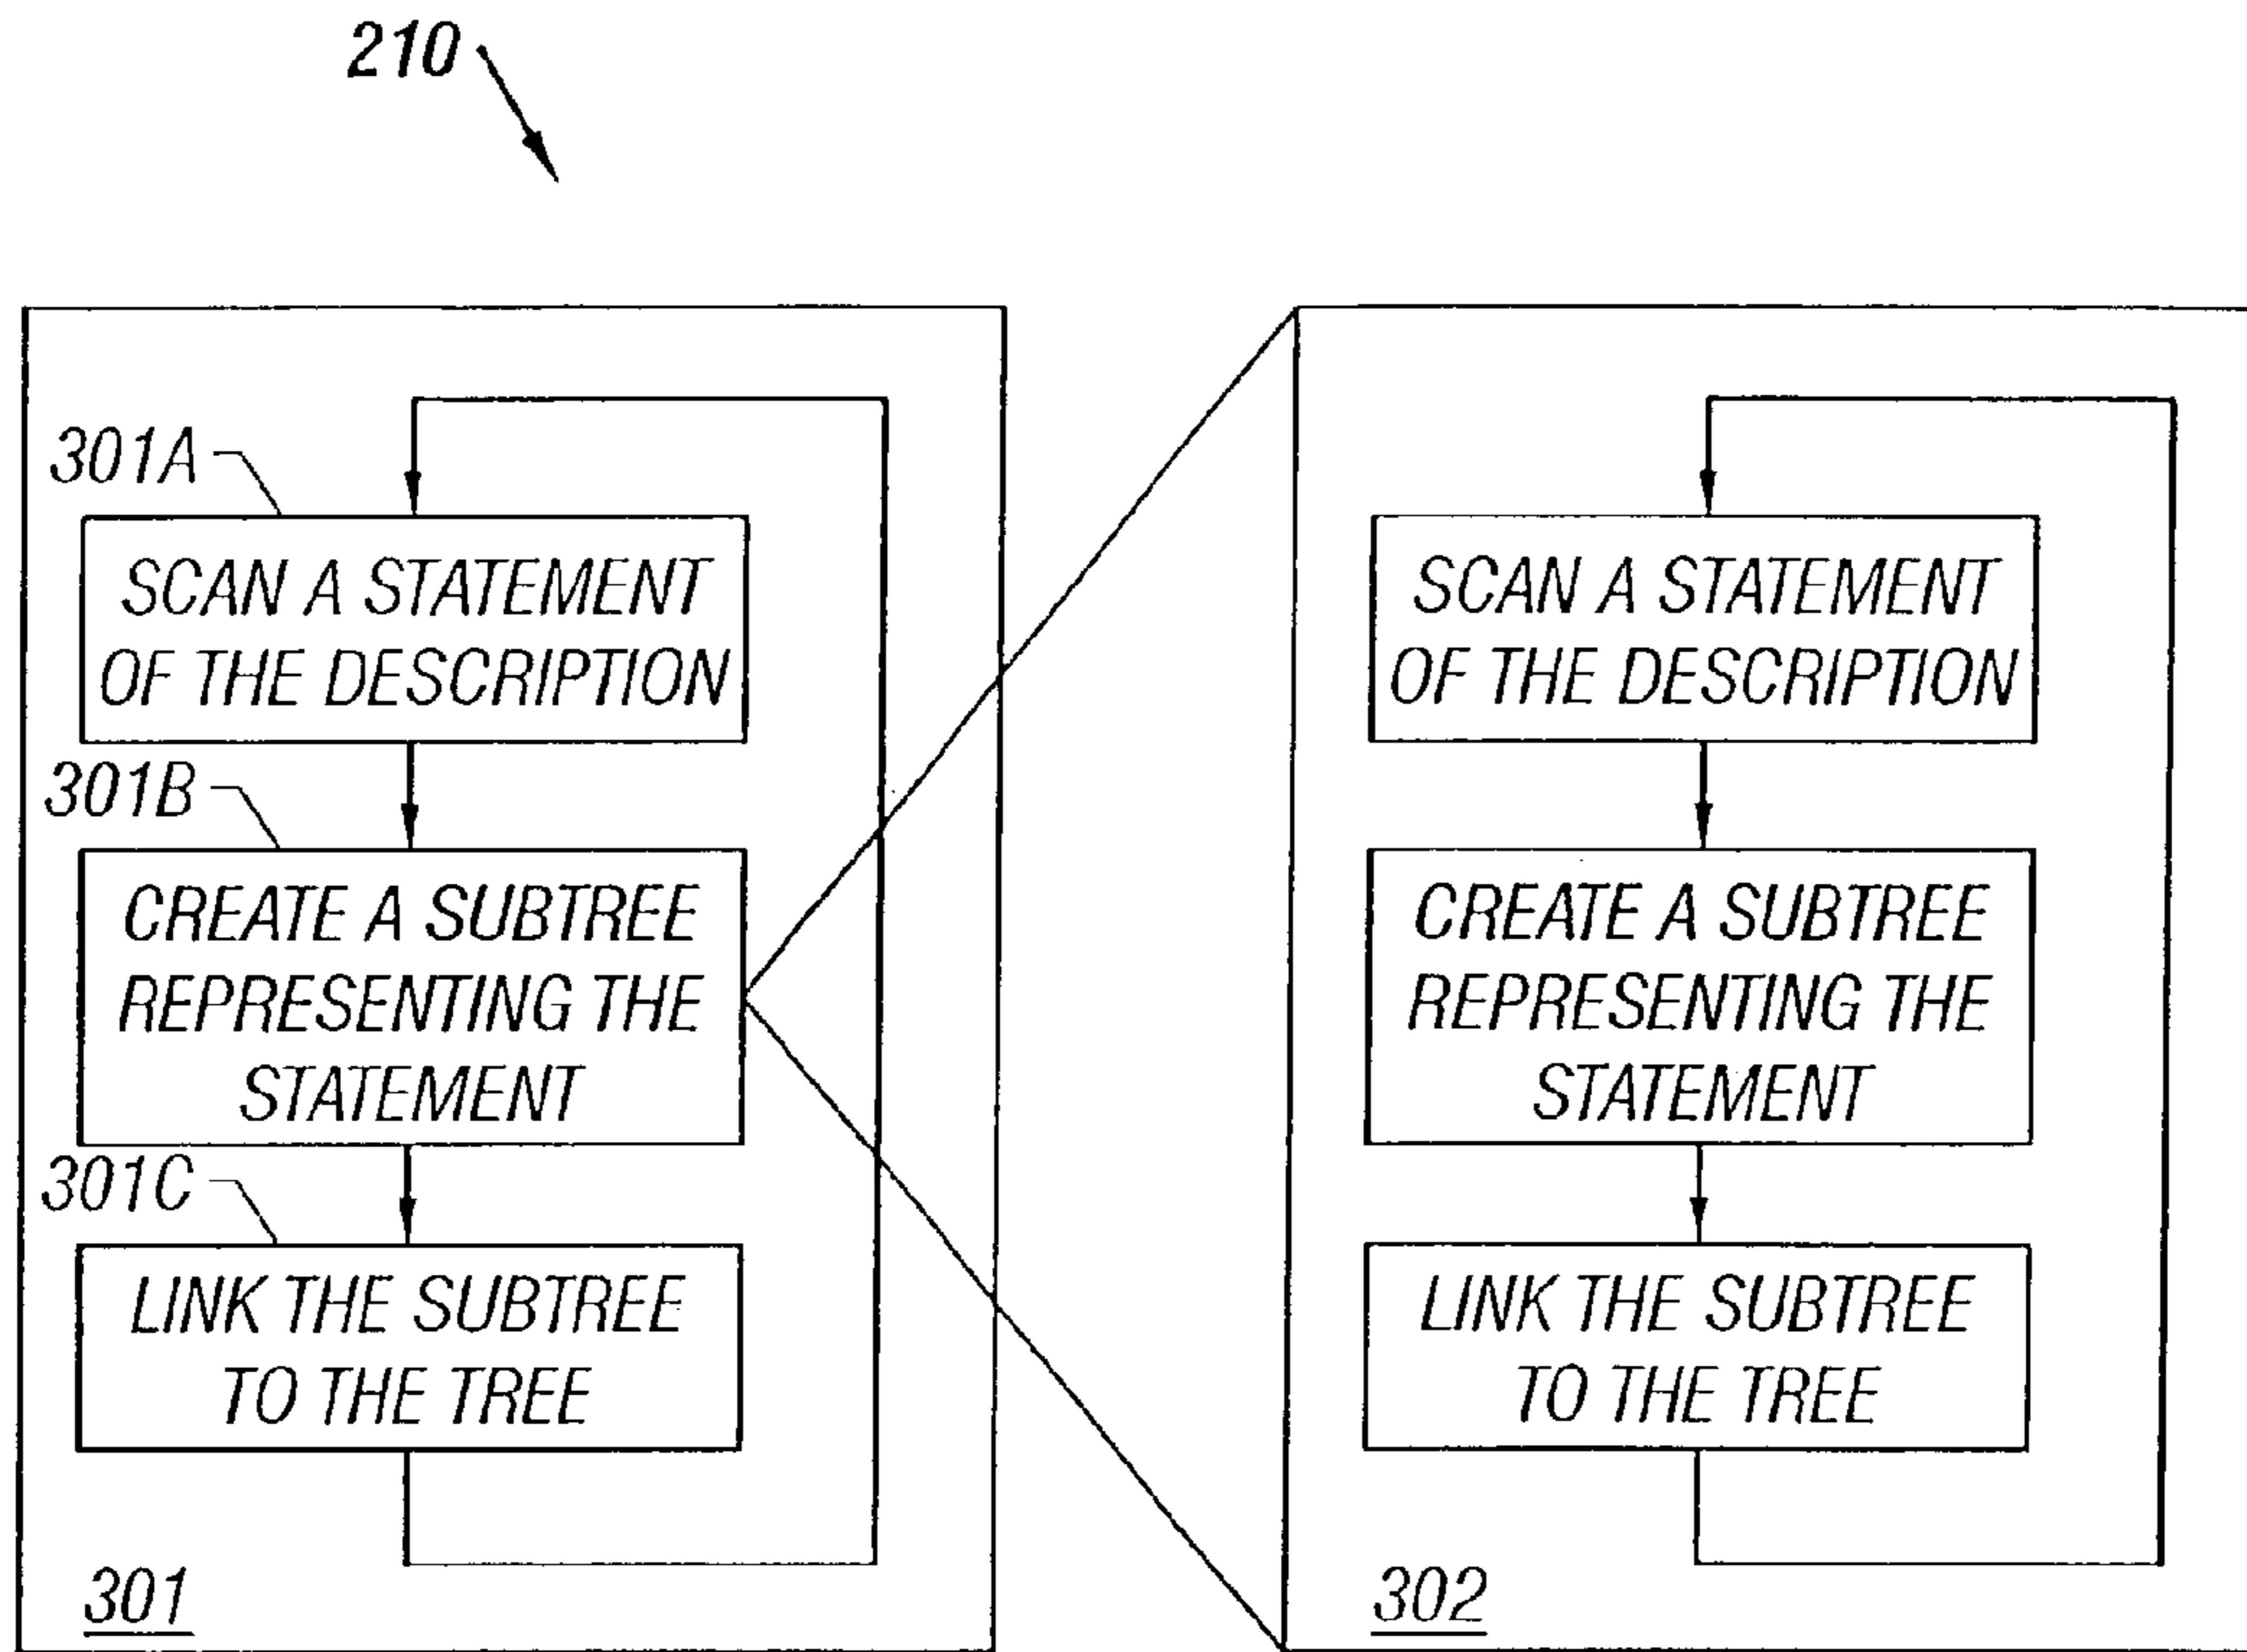 210
301A
SCAN A STATEMENT
OF THE DESCRIPTION
301B
CREATE A SUBTREE
REPRESENTING THE
STATEMENT
301C
LINK THE SUBTREE
TO THE TREE
301
SCAN A STATEMENT
OF THE DESCRIPTION
CREATE A SUBTREE
REPRESENTING THE
STATEMENT
LINK THE SUBTREE
TO THE TREE
302